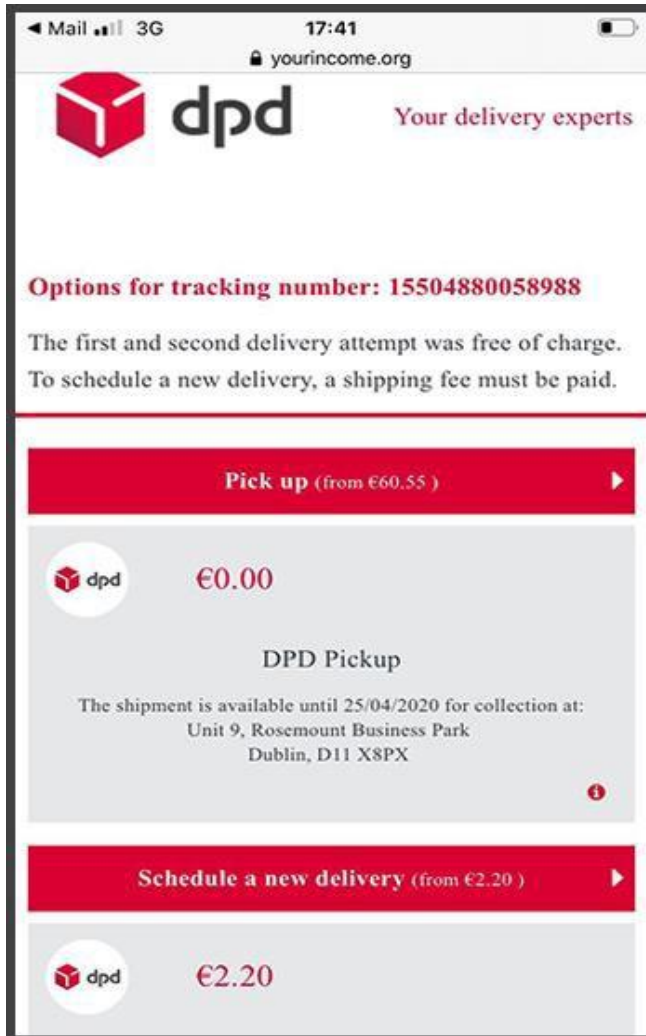 Mail 3G 17:41
yourincome.org
dpd Your delivery experts
Options for tracking number: 15504880058988
The first and second delivery attempt was free of charge.
To schedule a new delivery, a shipping fee must be paid.
Pick up (from €60.55 )
dpd €0.00
DPD Pickup
The shipment is available until 25/04/2020 for collection at:
Unit 9, Rosemount Business Park
Dublin, D11 X8PX
Schedule a new delivery (from €2.20 )
dpd €2.20